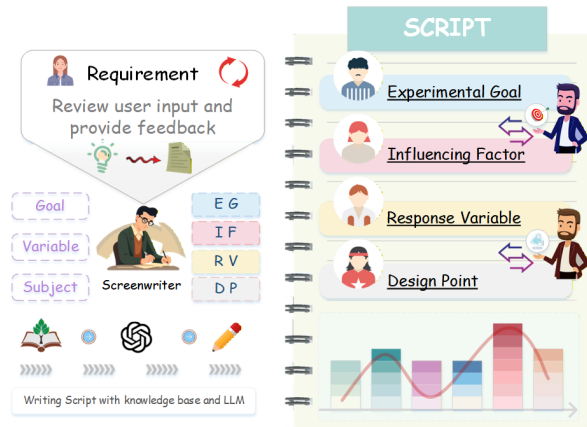 SCRIPT
Requirement
Review user input and
provide feedback
Goal
Variable
Subject
Screenwriter
E G
I F
R V
D P
Writing Script with knowledge base and LLM
Experimental Goal
Influencing Factor
Response Variable
Design Point